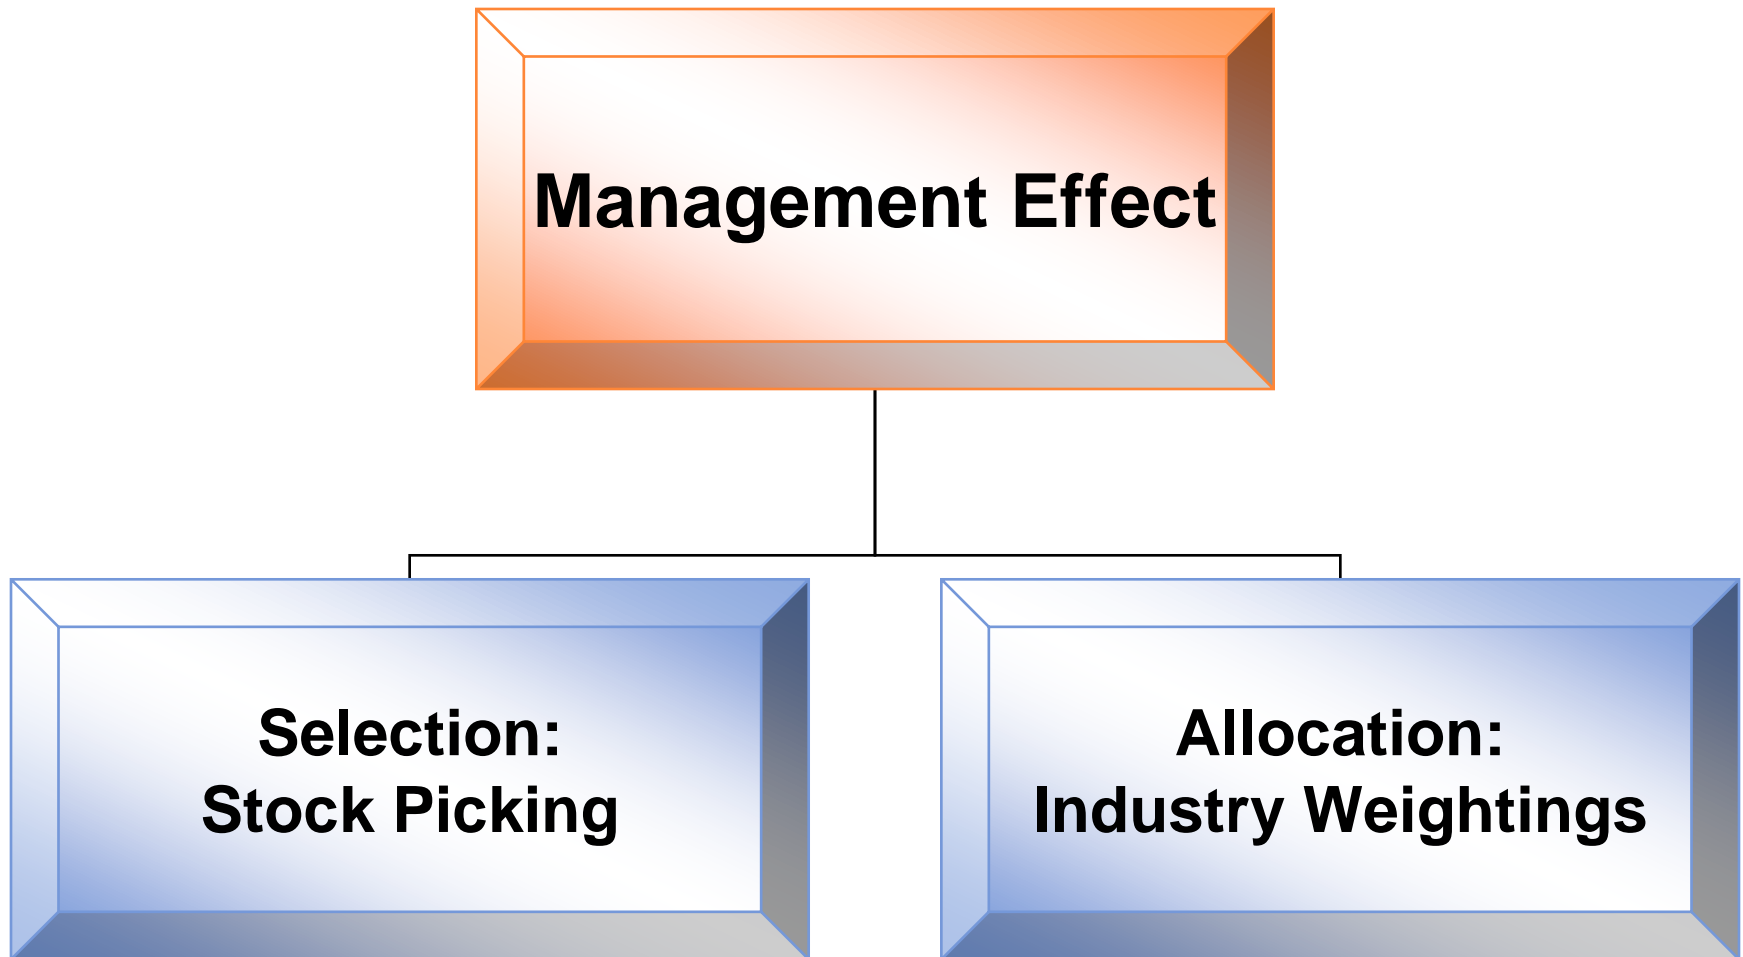 Management Effect
Selection:
Stock Picking
Allocation:
Industry Weightings